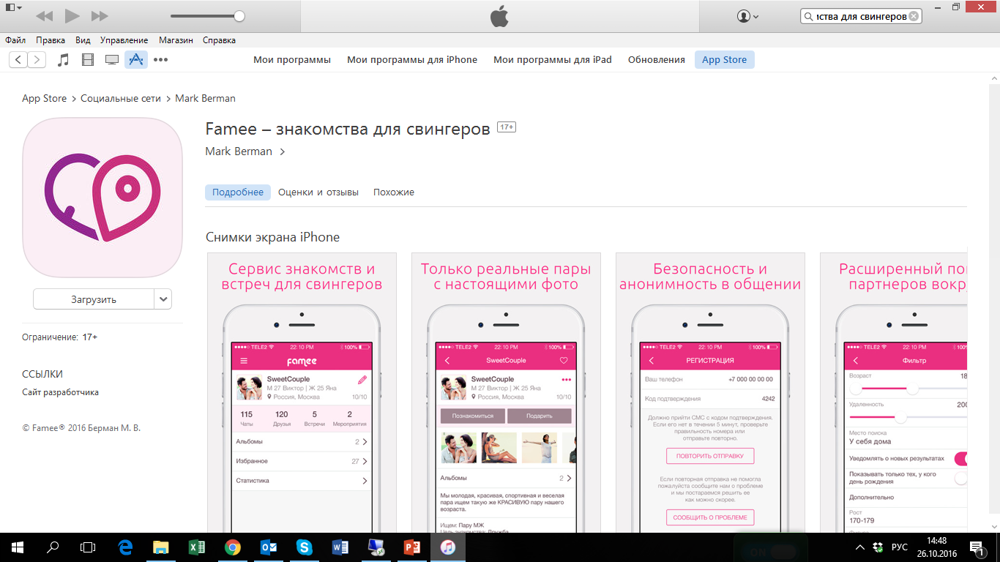 ства для свингеров
Файл Правка Вид Управление Магазин Справка
Мои программы Мои программы для iPhone Мои программы для iPad Обновления App Store
App Store > Социальные сети > Mark Berman
Famee – знакомства для свингеров 17+
Mark Berman >
Подробнее Оценки и отзывы Похожие
Загрузить
Ограничение: 17+
ССЫЛКИ
Сайт разработчика
© Famee® 2016 Берман М. В.
Снимки экрана iPhone
Сервис знакомств и
встреч для свингеров
TELE2 22:10 PM 100%
famee
SweetCouple
М 27 Виктор | Ж 25 Яна
Россия, Москва 10/10
115 120 5 2
Чаты Друзья Встречи Мероприятия
Альбомы 2 >
Избранное 27 >
Статистика >
Только реальные пары
с настоящими фото
TELE2 22:10 PM 100%
SweetCouple
SweetCouple
М 27 Виктор | Ж 25 Яна
Россия, Москва 10/10
Познакомиться Подарить
Альбомы 2 >
Мы молодая, красивая, спортивная и веселая
пара ищем такую же КРАСИВУЮ пару нашего
возраста.
Ищем: Пару МЖ
Цель знакомства: Дружба
Безопасность и
анонимность в общении
TELE2 22:10 PM 100%
РЕГИСТРАЦИЯ
Ваш телефон +7 000 00 00 00
Код подтверждения 4242
Должно прийти СМС с кодом подтверждения.
Если его нет в течении 5 минут, проверьте
правильность номера или
отправьте повторно.
ПОВТОРИТЬ ОТПРАВКУ
Если повторная отправка не помогла
пожалуйста сообщите нам о проблеме
и мы постараемся решить ее
как можно скорее.
СООБЩИТЬ О ПРОБЛЕМЕ
Расширенный по
партнеров вокр
TELE2 22:10 PM 100
Фильтр
Возраст 18
Удаленность 200
Место поиска
У себя дома
Уведомлять о новых результатах
Показывать только тех, у кого
день рождения
Дополнительно
Рост
170-179
РУС
14:48
26.10.2016
1